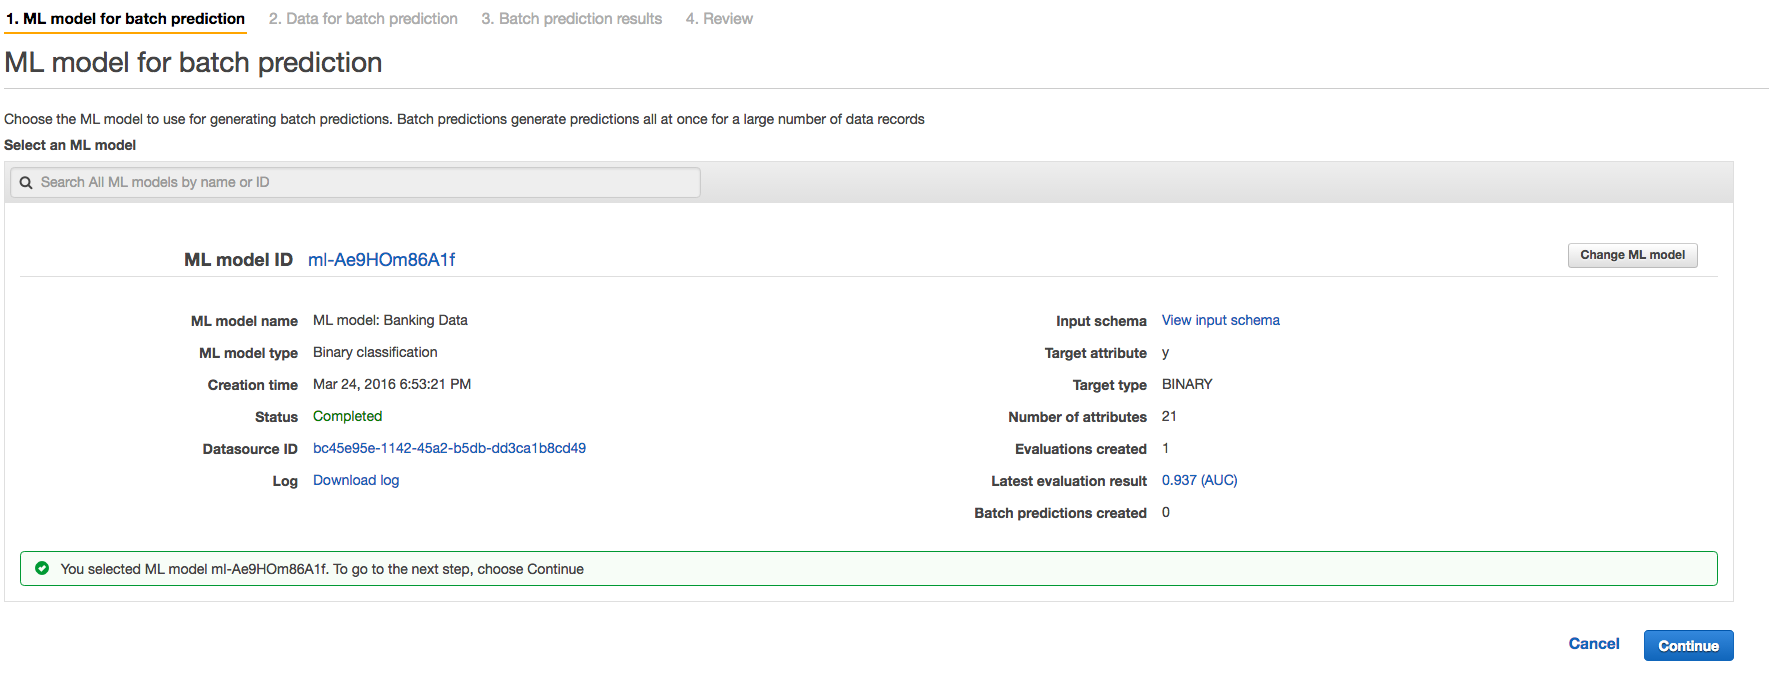 1. ML model for batch prediction 2. Data for batch prediction 3. Batch prediction results 4. Review
ML model for batch prediction
Choose the ML model to use for generating batch predictions. Batch predictions generate predictions all at once for a large number of data records
Select an ML model
Search All ML models by name or ID
ML model ID ml-Ae9HOm86A1f
Change ML model
ML model name ML model: Banking Data
ML model type Binary classification
Creation time Mar 24, 2016 6:53:21 PM
Status Completed
Datasource ID bc45e95e-1142-45a2-b5db-dd3ca1b8cd49
Log Download log
Input schema View input schema
Target attribute y
Target type BINARY
Number of attributes 21
Evaluations created 1
Latest evaluation result 0.937 (AUC)
Batch predictions created 0
You selected ML model ml-Ae9HOm86A1f. To go to the next step, choose Continue
Cancel Continue